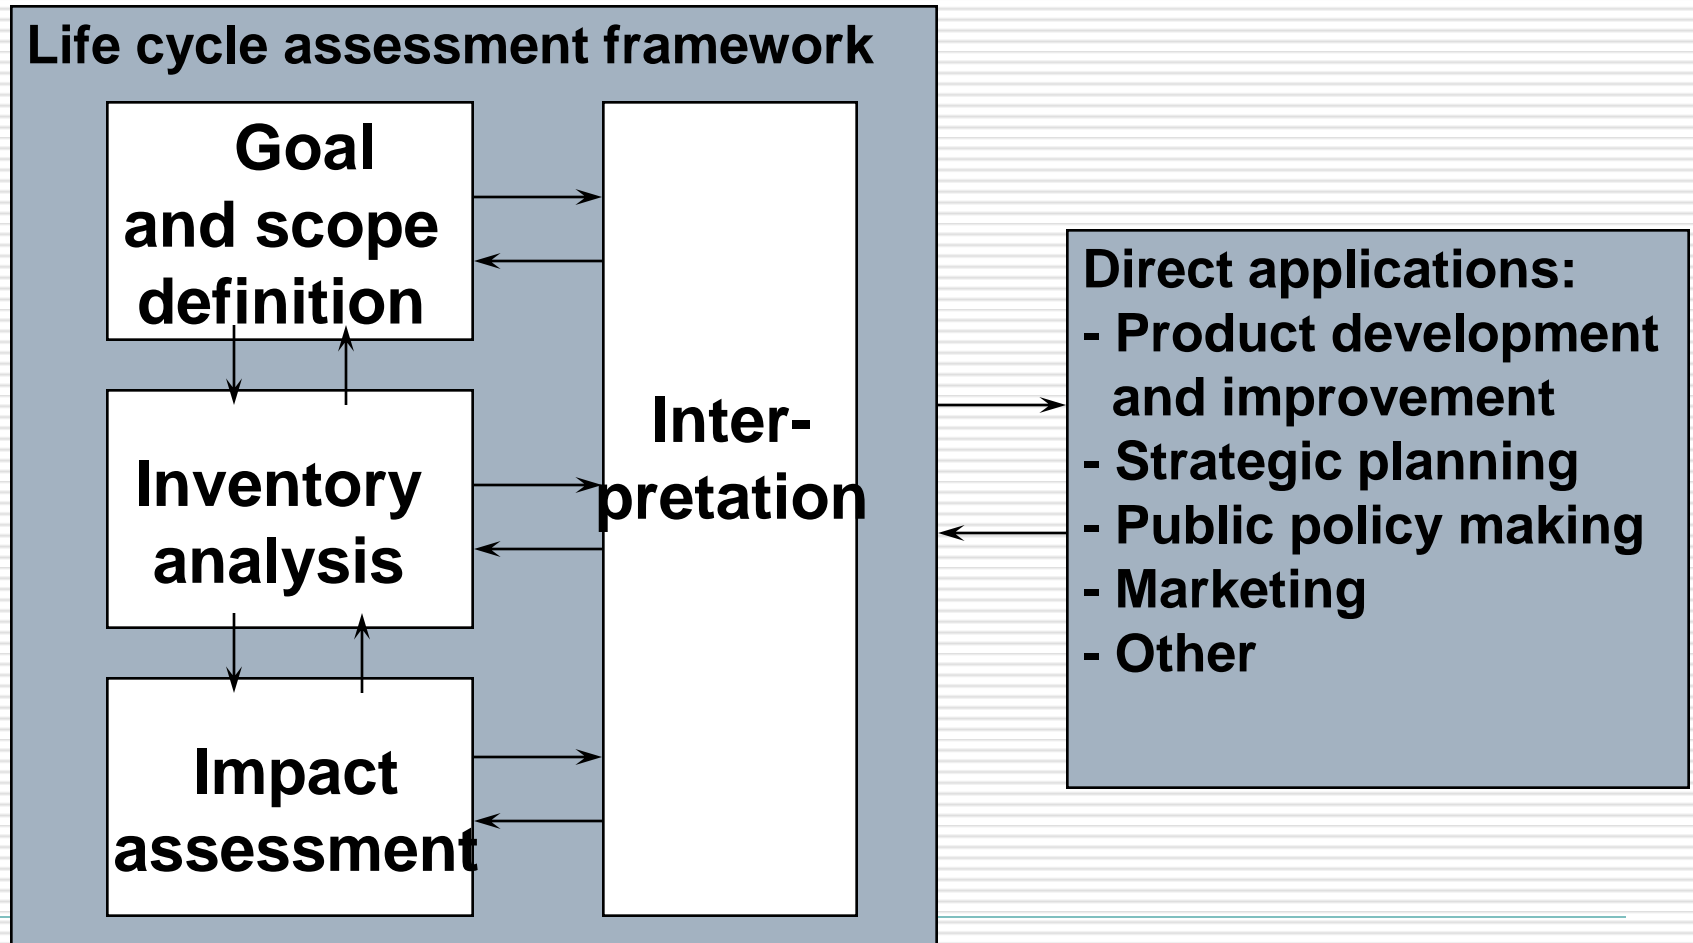 Life cycle assessment framework
Goal
and scope
definition
Inventory
analysis
Impact
assessment
Inter-
pretation
Direct applications:
- Product development
and improvement
- Strategic planning
- Public policy making
- Marketing
- Other